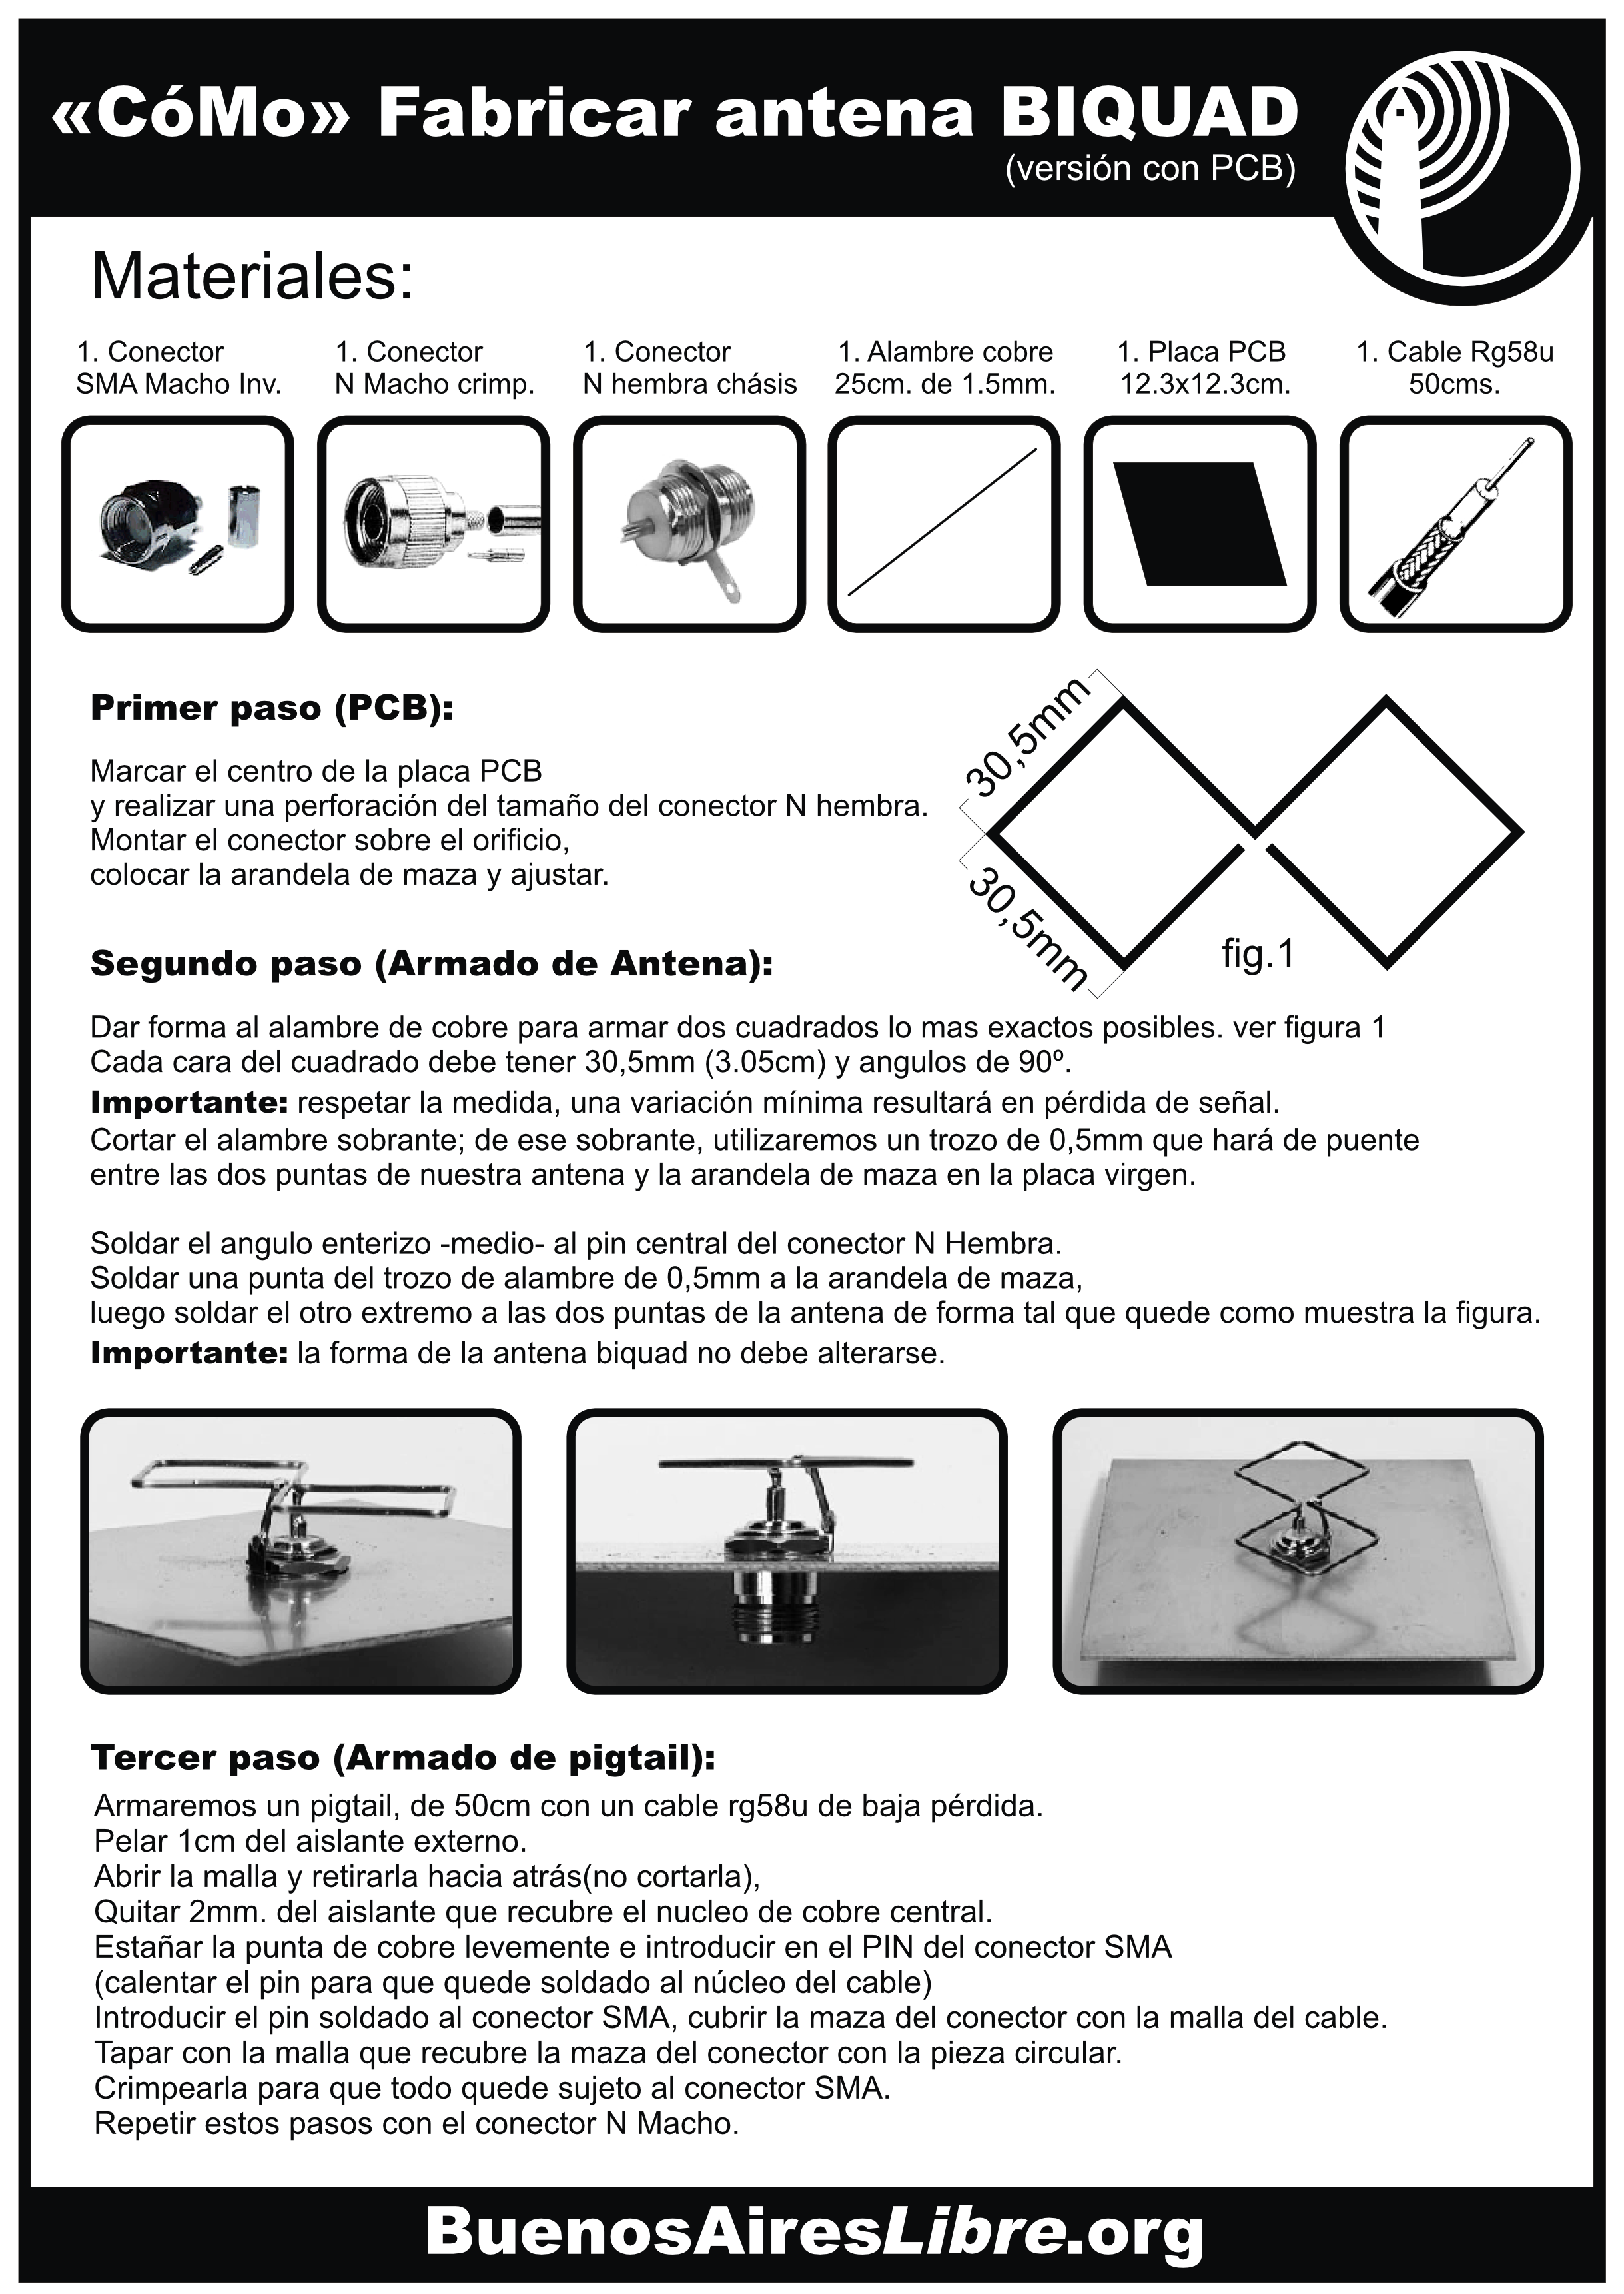 «CóMo» Fabricar antena BIQUAD
(versión con PCB)
Materiales:
1. Conector
SMA Macho Inv.
1. Conector
N Macho crimp.
1. Conector
N hembra chásis
1. Alambre cobre
25cm. de 1.5mm.
1. Placa PCB
12.3x12.3cm.
1. Cable Rg58u
50cms.
Primer paso (PCB):
Marcar el centro de la placa PCB
y realizar una perforación del tamaño del conector N hembra.
Montar el conector sobre el orificio,
colocar la arandela de maza y ajustar.
30,5mm
30,5mm
fig.1
Segundo paso (Armado de Antena):
Dar forma al alambre de cobre para armar dos cuadrados lo mas exactos posibles. ver figura 1
Cada cara del cuadrado debe tener 30,5mm (3.05cm) y angulos de 90º.
Importante: respetar la medida, una variación mínima resultará en pérdida de señal.
Cortar el alambre sobrante; de ese sobrante, utilizaremos un trozo de 0,5mm que hará de puente
entre las dos puntas de nuestra antena y la arandela de maza en la placa virgen.
Soldar el angulo enterizo -medio- al pin central del conector N Hembra.
Soldar una punta del trozo de alambre de 0,5mm a la arandela de maza,
luego soldar el otro extremo a las dos puntas de la antena de forma tal que quede como muestra la figura.
Importante: la forma de la antena biquad no debe alterarse.
Tercer paso (Armado de pigtail):
Armaremos un pigtail, de 50cm con un cable rg58u de baja pérdida.
Pelar 1cm del aislante externo.
Abrir la malla y retirarla hacia atrás(no cortarla),
Quitar 2mm. del aislante que recubre el nucleo de cobre central.
Estañar la punta de cobre levemente e introducir en el PIN del conector SMA
(calentar el pin para que quede soldado al núcleo del cable)
Introducir el pin soldado al conector SMA, cubrir la maza del conector con la malla del cable.
Tapar con la malla que recubre la maza del conector con la pieza circular.
Crimpearla para que todo quede sujeto al conector SMA.
Repetir estos pasos con el conector N Macho.
BuenosAiresLibre.org